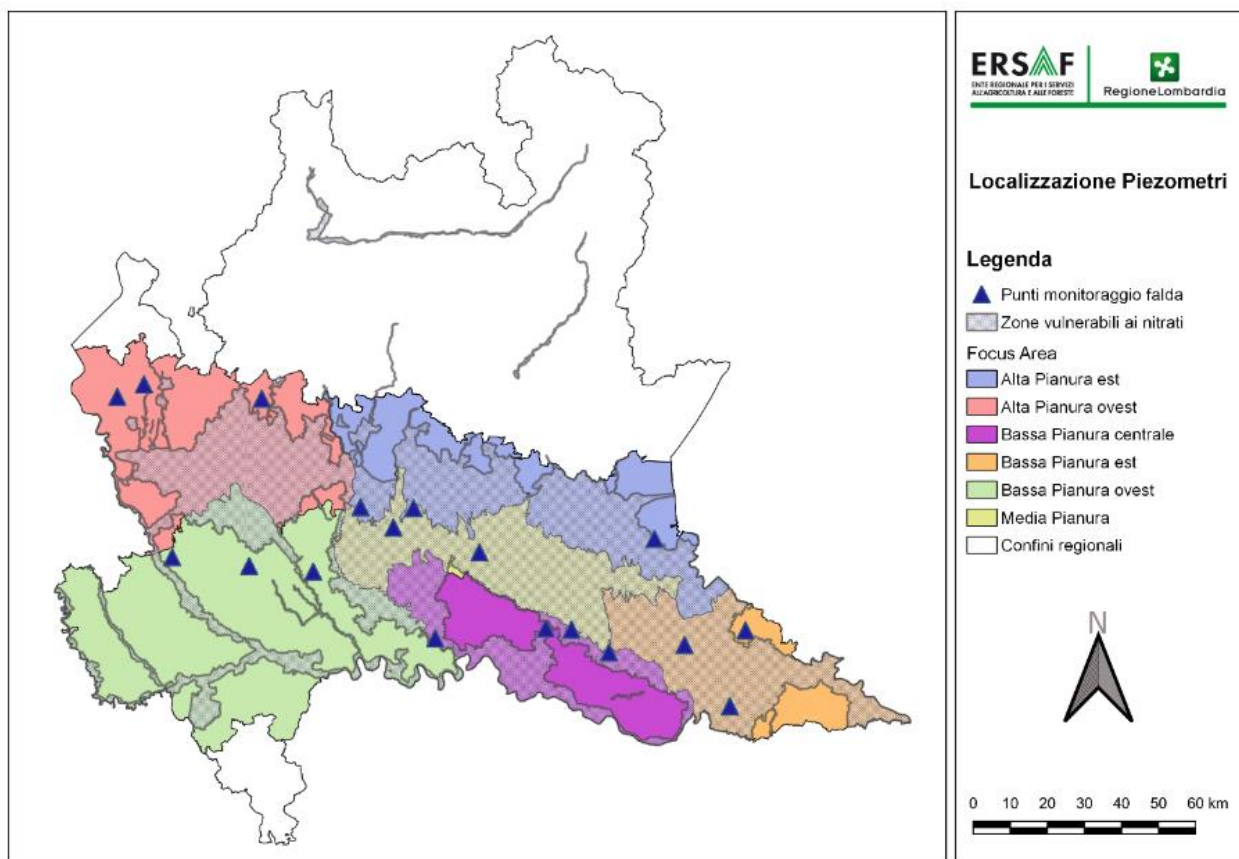 ERSAF
ENTE REGIONALE PER I SERVIZI
ALL'AGRICOLTURA E ALLE FORESTE
RegioneLombardia
Localizzazione Piezometri
Legenda
Punti monitoraggio falda
Zone vulnerabili ai nitrati
Focus Area
Alta Pianura est
Alta Pianura ovest
Bassa Pianura centrale
Bassa Pianura est
Bassa Pianura ovest
Media Pianura
Confini regionali
N
0 10 20 30 40 50 60 km